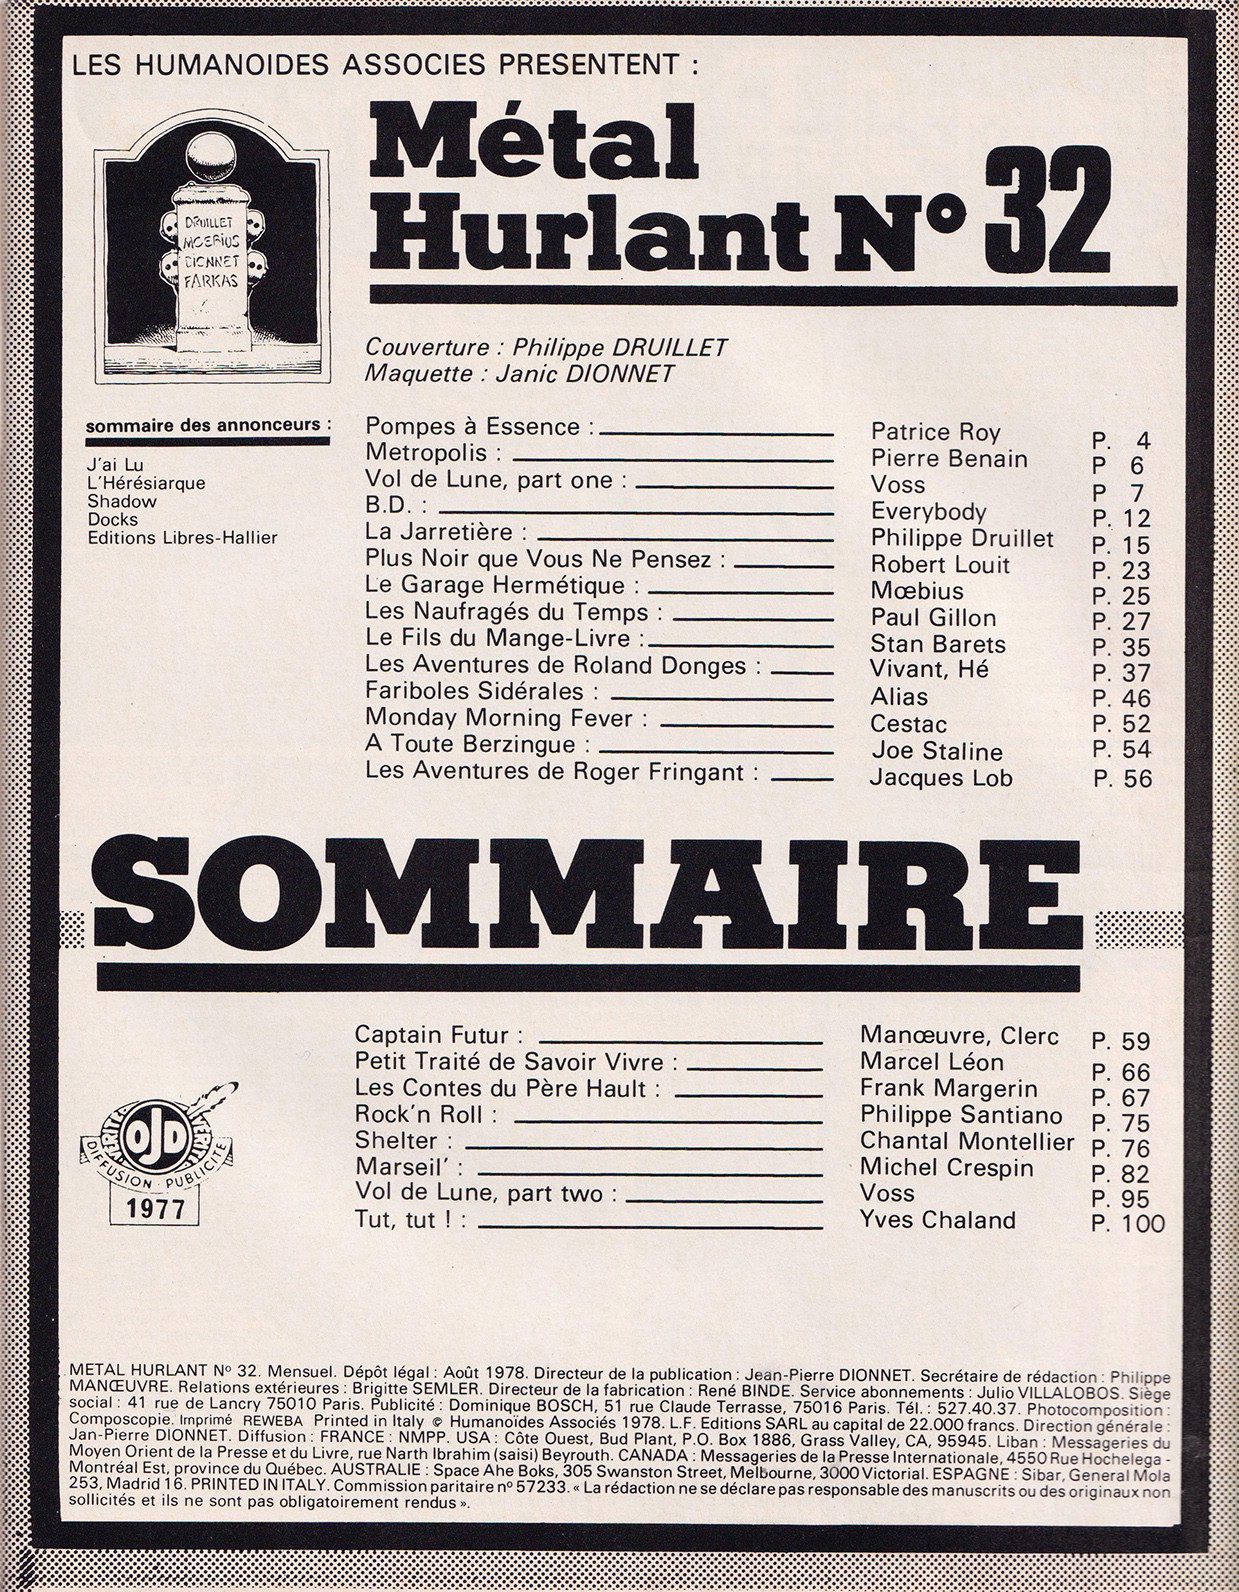 LES HUMANOIDES ASSOCIES PRESENTENT :
Métal
Hurlant N° 32
DRUILLET
MOEBIUS
DIONNET
FARKAS
Couverture : Philippe DRUILLET
Maquette : Janic DIONNET
sommaire des annonceurs :
J'ai Lu
L'Hérésiarque
Shadow
Docks
Editions Libres-Hallier
Pompes à Essence : Patrice Roy P. 4
Metropolis : Pierre Benain P 6
Vol de Lune, part one : Voss P 7
B.D. : Everybody P. 12
La Jarretière : Philippe Druillet P. 15
Plus Noir que Vous Ne Pensez : Robert Louit P. 23
Le Garage Hermétique : Mœbius P. 25
Les Naufragés du Temps : Paul Gillon P. 27
Le Fils du Mange-Livre : Stan Barets P. 35
Les Aventures de Roland Donges : Vivant, Hé P. 37
Fariboles Sidérales : Alias P. 46
Monday Morning Fever : Cestac P. 52
A Toute Berzingue : Joe Staline P. 54
Les Aventures de Roger Fringant : Jacques Lob P. 56
SOMMAIRE
Captain Futur : Manœuvre, Clerc P. 59
Petit Traité de Savoir Vivre : Marcel Léon P. 66
Les Contes du Père Hault : Frank Margerin P. 67
Rock'n Roll : Philippe Santiano P. 75
Shelter : Chantal Montellier P. 76
Marseil' : Michel Crespin P. 82
Vol de Lune, part two : Voss P. 95
Tut, tut ! : Yves Chaland P. 100
VERITE VERITE
OJD
DIFFUSION - PUBLICITE
1977
METAL HURLANT Nº 32. Mensuel. Dépôt légal : Août 1978. Directeur de la publication : Jean-Pierre DIONNET. Secrétaire de rédaction : Philippe
MANŒUVRE. Relations extérieures : Brigitte SEMLER. Directeur de la fabrication : René BINDE. Service abonnements : Julio VILLALOBOS. Siège
social : 41 rue de Lancry 75010 Paris. Publicité : Dominique BOSCH, 51 rue Claude Terrasse, 75016 Paris. Tél. : 527.40.37. Photocomposition :
Composcopie. Imprimé REWEBA Printed in Italy © Humanoïdes Associés 1978. L.F. Editions SARL au capital de 22.000 francs. Direction générale :
Jan-Pierre DIONNET. Diffusion : FRANCE : NMPP. USA : Côte Ouest, Bud Plant, P.O. Box 1886, Grass Valley, CA, 95945. Liban : Messageries du
Moyen Orient de la Presse et du Livre, rue Narth Ibrahim (saisi) Beyrouth. CANADA : Messageries de la Presse Internationale, 4550 Rue Hochelega -
Montréal Est, province du Québec. AUSTRALIE : Space Ahe Boks, 305 Swanston Street, Melbourne, 3000 Victorial. ESPAGNE : Sibar, General Mola
253, Madrid 16. PRINTED IN ITALY. Commission paritaire nº 57233. « La rédaction ne se déclare pas responsable des manuscrits ou des originaux non
sollicités et ils ne sont pas obligatoirement rendus ».